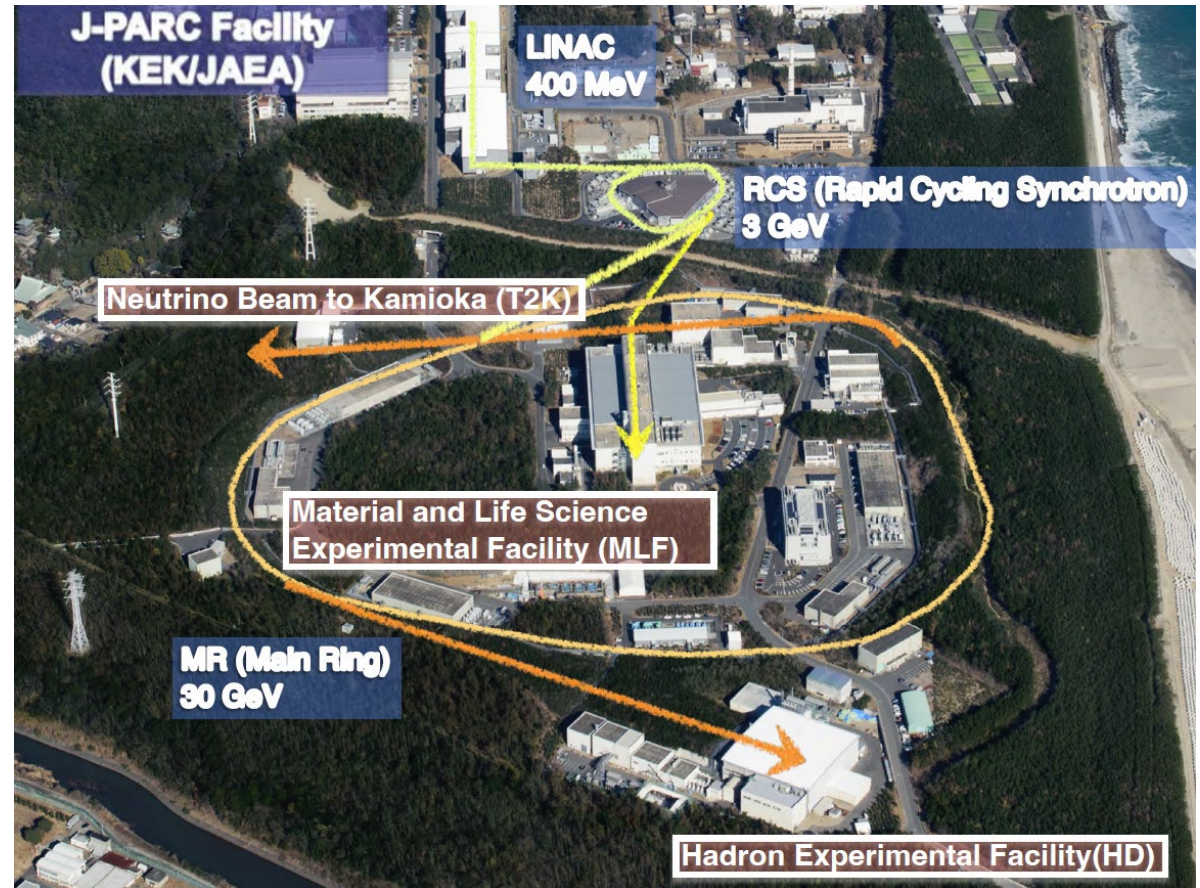 J-PARC Facility
(KEK/JAEA)
LINAC
400 MeV
RCS (Rapid Cycling Synchrotron)
3 GeV
Neutrino Beam to Kamioka (T2K)
Material and Life Science
Experimental Facility (MLF)
MR (Main Ring)
30 GeV
Hadron Experimental Facility(HD)